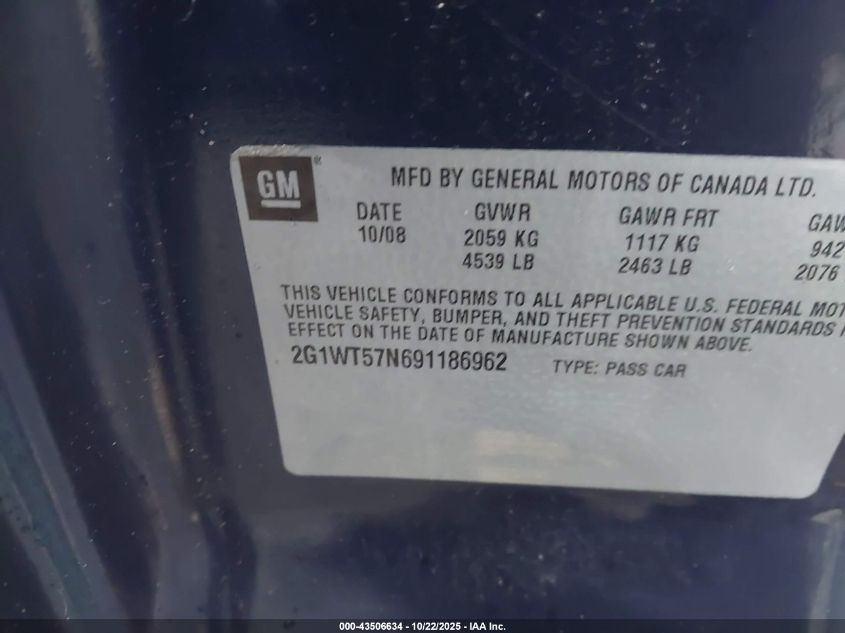 GM®
MFD BY GENERAL MOTORS OF CANADA LTD.
DATE GVWR GAWR FRT
10/08 2059 KG 1117 KG 942
4539 LB 2463 LB 2076
THIS VEHICLE CONFORMS TO ALL APPLICABLE U.S. FEDERAL
VEHICLE SAFETY, BUMPER, AND THEFT PREVENTION STANDARDS
EFFECT ON THE DATE OF MANUFACTURE SHOWN ABOVE.
2G1WT57N691186962 TYPE: PASS CAR
000-43506634 - 10/22/2025 - IAA Inc.